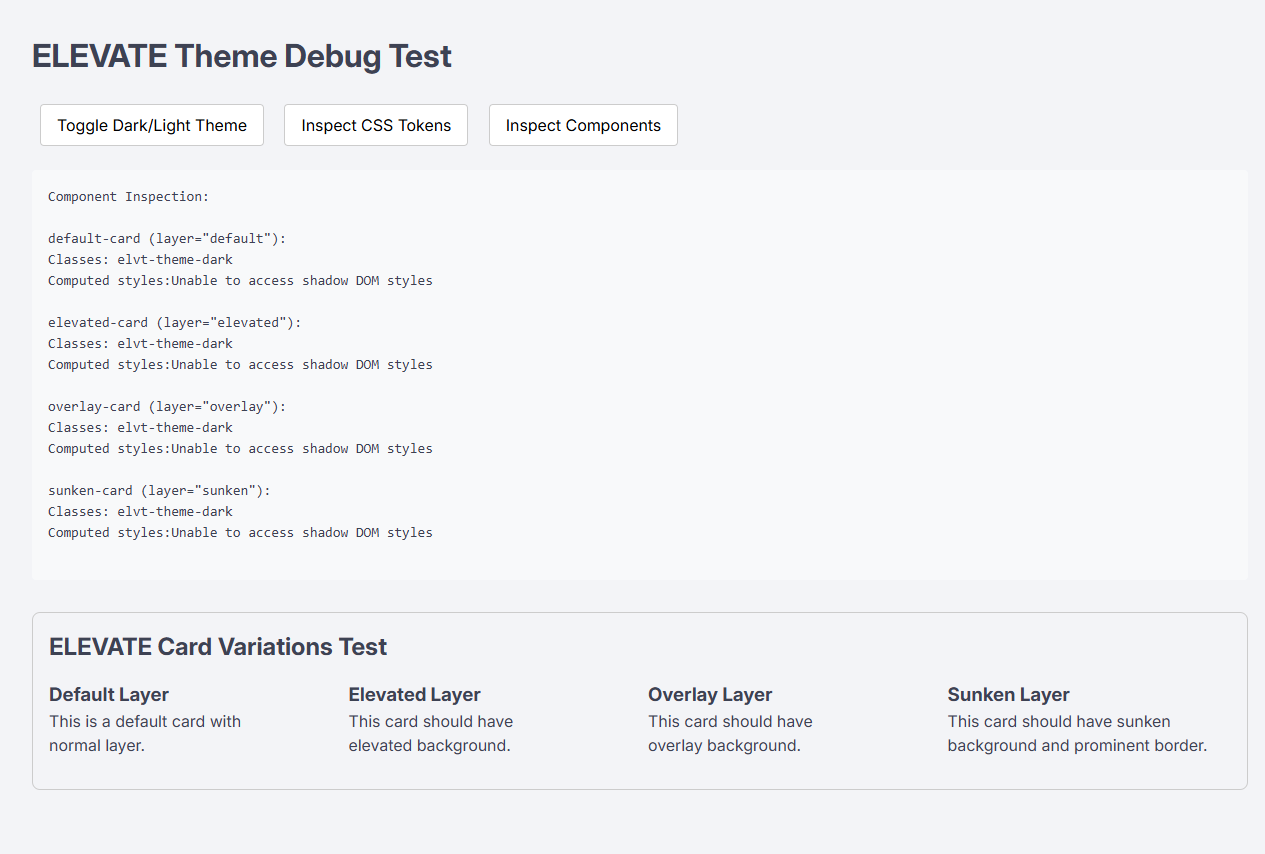 ELEVATE Theme Debug Test
Toggle Dark/Light Theme
Inspect CSS Tokens
Inspect Components
Component Inspection:
default-card (layer="default"):
Classes: elvt-theme-dark
Computed styles:Unable to access shadow DOM styles
elevated-card (layer="elevated"):
Classes: elvt-theme-dark
Computed styles:Unable to access shadow DOM styles
overlay-card (layer="overlay"):
Classes: elvt-theme-dark
Computed styles:Unable to access shadow DOM styles
sunken-card (layer="sunken"):
Classes: elvt-theme-dark
Computed styles:Unable to access shadow DOM styles
ELEVATE Card Variations Test
Default Layer
This is a default card with
normal layer.
Elevated Layer
This card should have
elevated background.
Overlay Layer
This card should have
overlay background.
Sunken Layer
This card should have sunken
background and prominent border.